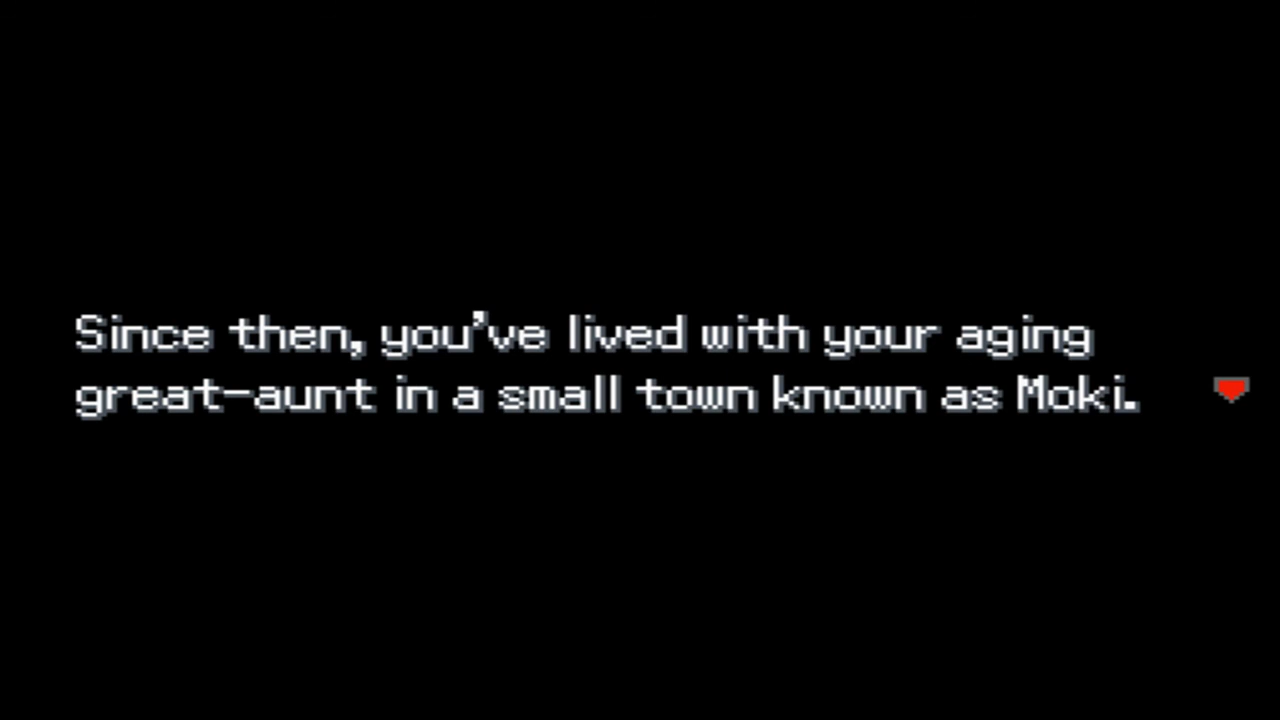 Since then, you've lived with your aging
great-aunt in a small town known as Moki.